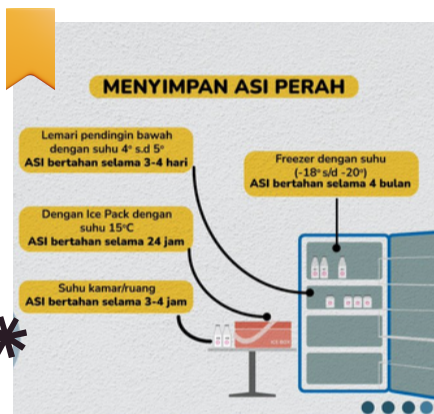 MENYIMPAN ASI PERAH
Lemari pendingin bawah
dengan suhu 4° s.d 5°
ASI bertahan selama 3-4 hari
Freezer dengan suhu
(-18° s/d -20°)
ASI bertahan selama 4 bulan
Dengan Ice Pack dengan
suhu 15°C
ASI bertahan selama 24 jam
Suhu kamar/ruang
ASI bertahan selama 3-4 jam
ICE BOX